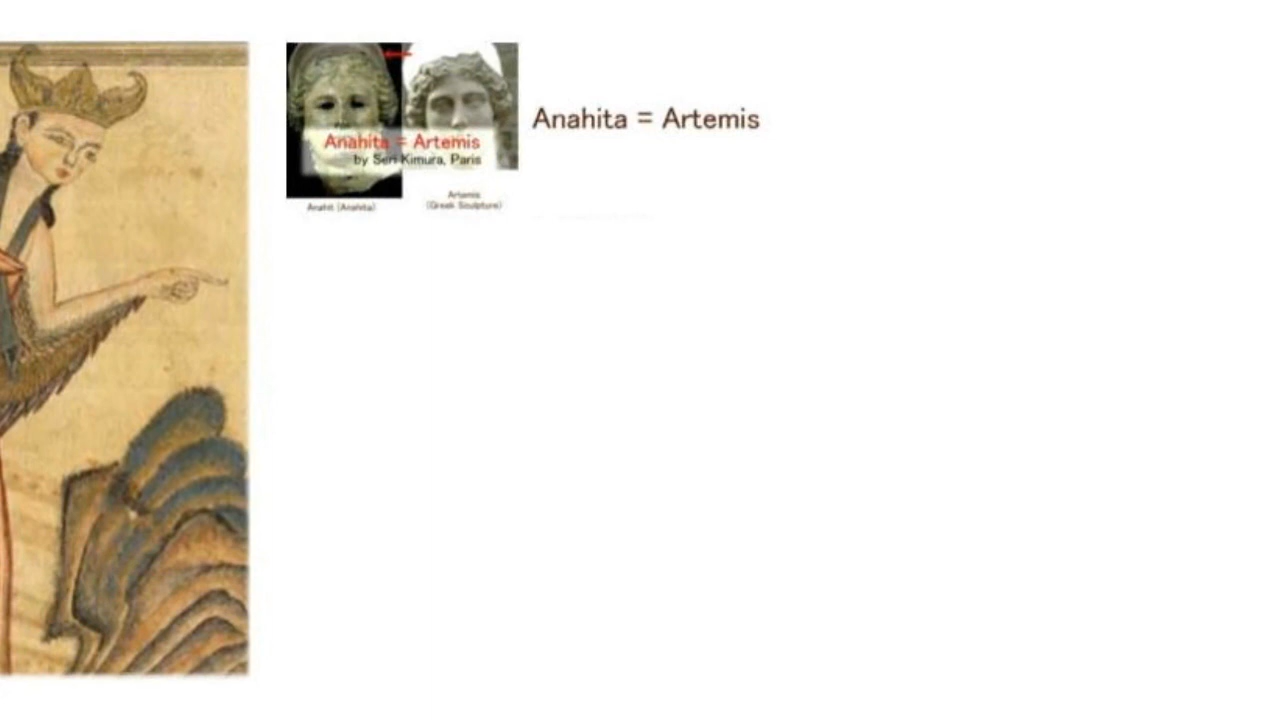 Anahita = Artemis
by Seri Kimura, Paris
Anahit (Anahita)
Artemis
(Greek Sculpture)
Anahita = Artemis